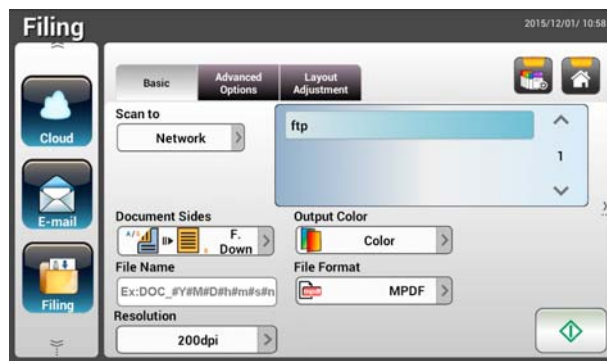 Filing
2015/12/01/ 10:58
Basic
Advanced Options
Layout Adjustment
Scan to
Network
ftp
1
Cloud
E-mail
Filing
Document Sides
F. Down
Output Color
Color
File Name
Ex:DOC_#Y#M#D#h#m#s#n
File Format
MPDF
Resolution
200dpi